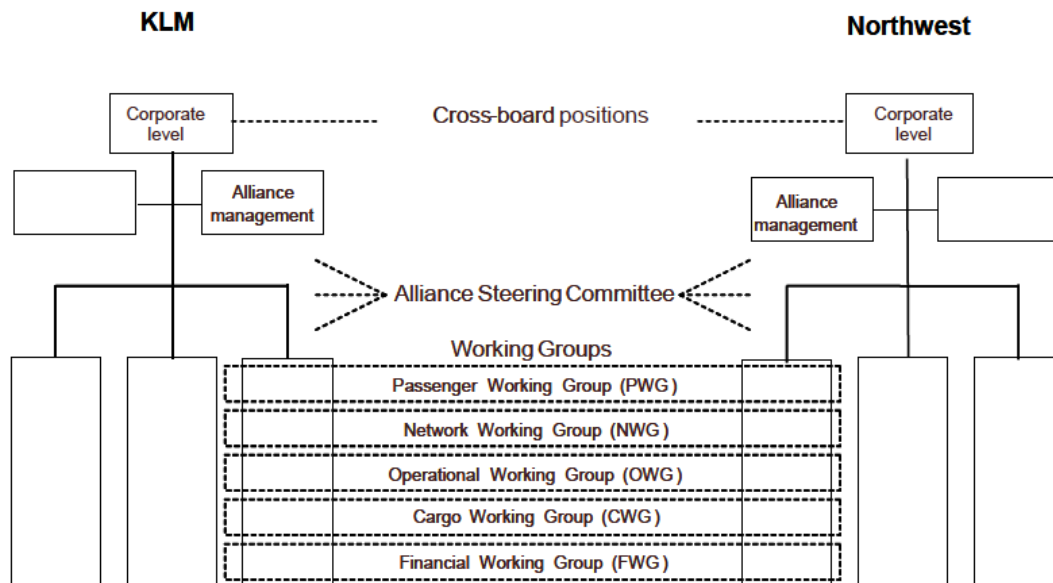 KLM
Northwest
Corporate
level
Cross-board positions
Corporate
level
Alliance
management
Alliance
management
Alliance Steering Committee
Working Groups
Passenger Working Group (PWG)
Network Working Group (NWG)
Operational Working Group (OWG)
Cargo Working Group (CWG)
Financial Working Group (FWG)